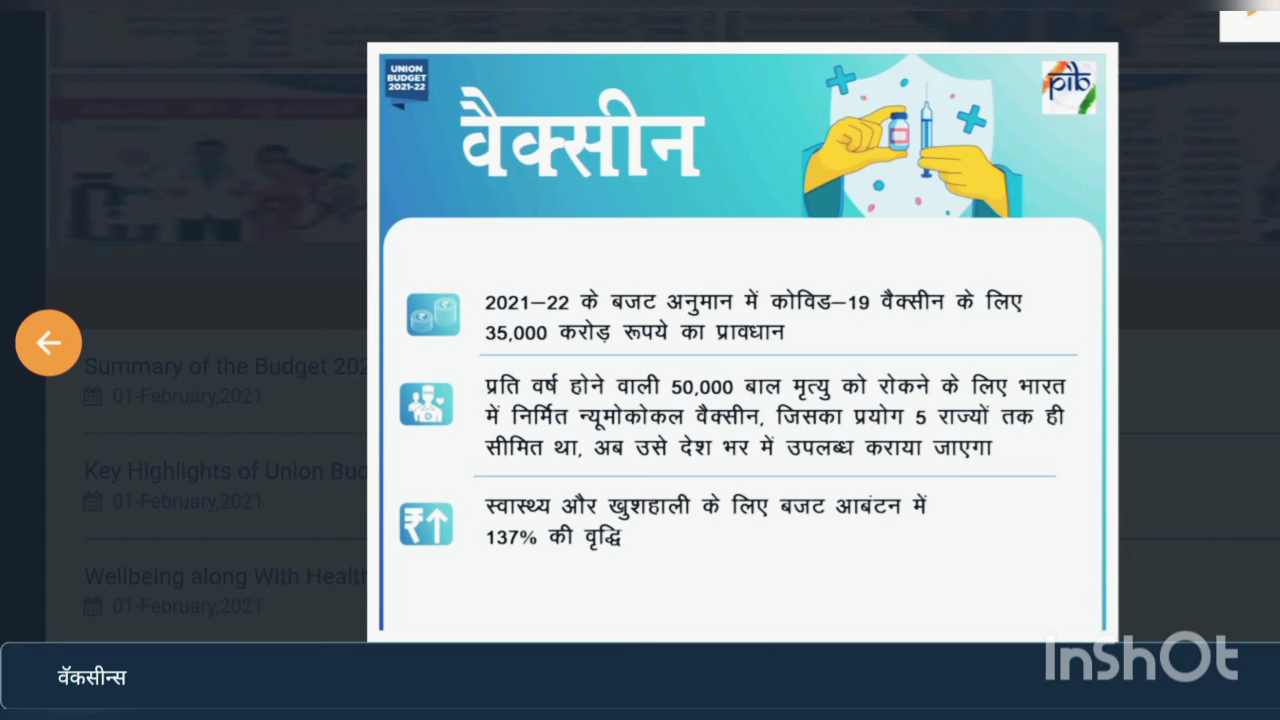 UNION
BUDGET
2021-22
वैक्सीन
pib
2021–22 के बजट अनुमान में कोविड–19 वैक्सीन के लिए
35,000 करोड़ रूपये का प्रावधान
प्रति वर्ष होने वाली 50,000 बाल मृत्यु को रोकने के लिए भारत
में निर्मित न्यूमोकोकल वैक्सीन, जिसका प्रयोग 5 राज्यों तक ही
सीमित था, अब उसे देश भर में उपलब्ध कराया जाएगा
स्वास्थ्य और खुशहाली के लिए बजट आबंटन में
137% की वृद्धि
Summary of the Budget 202
01-February,2021
Key Highlights of Union Bud
01-February,2021
Wellbeing along With Health
01-February,2021
वॅकसीन्स
InShOt